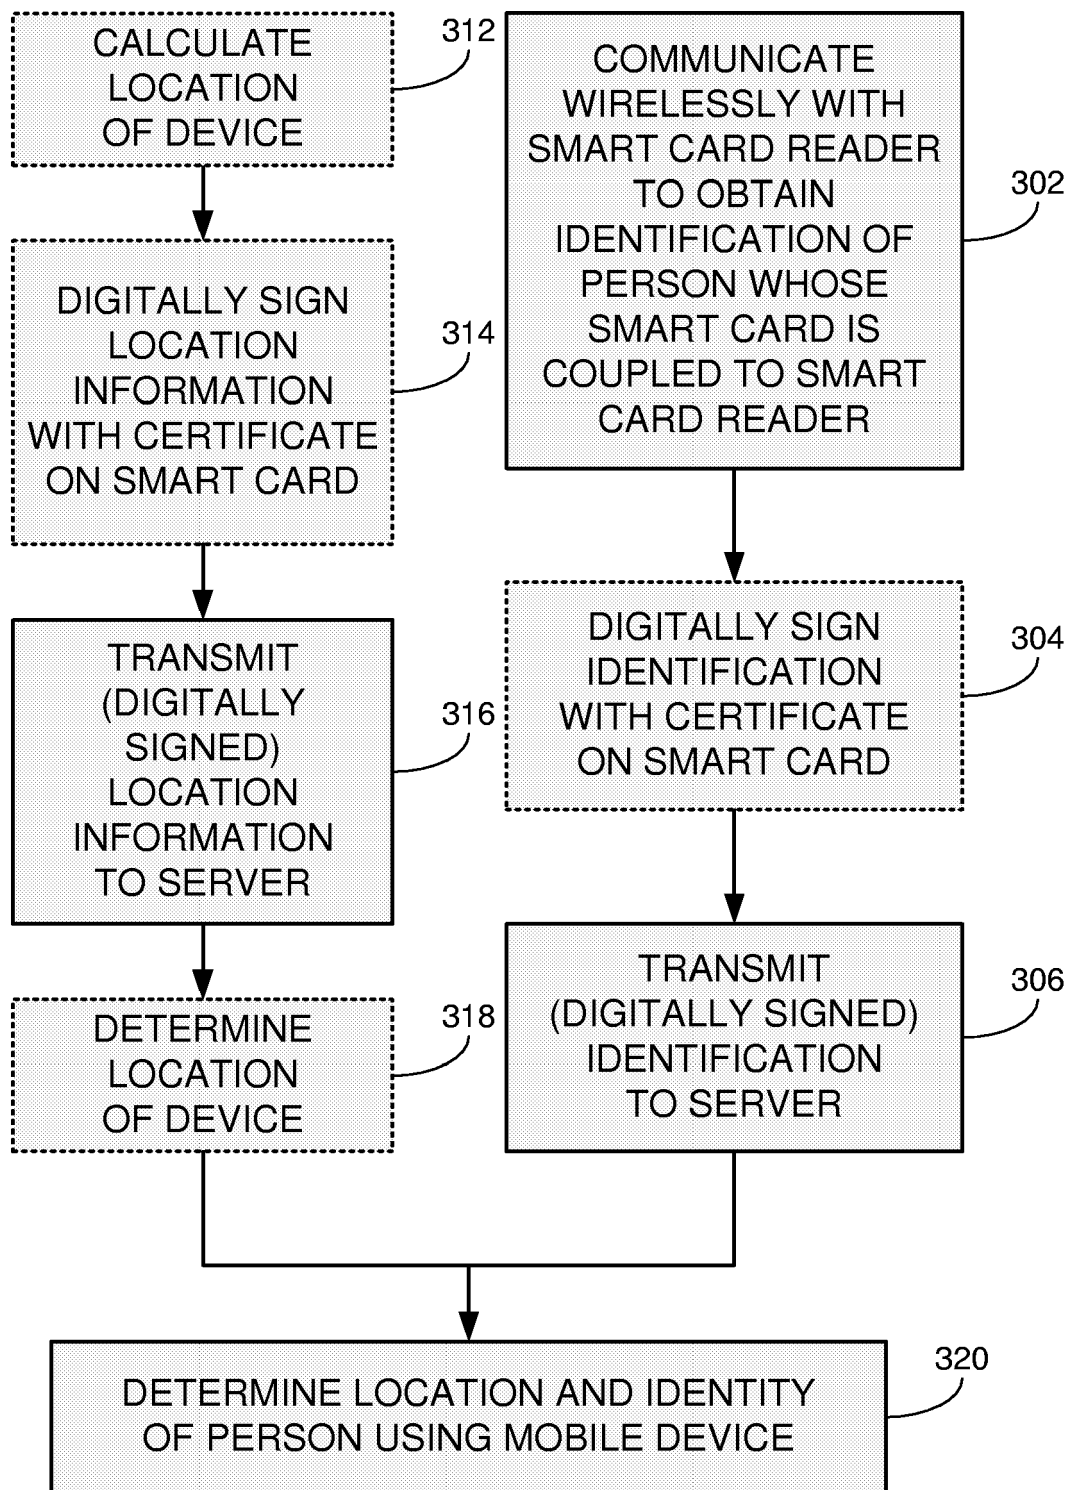 CALCULATE
LOCATION
OF DEVICE
312
DIGITALLY SIGN
LOCATION
INFORMATION
WITH CERTIFICATE
ON SMART CARD
314
TRANSMIT
(DIGITALLY
SIGNED)
LOCATION
INFORMATION
TO SERVER
316
DETERMINE
LOCATION
OF DEVICE
318
COMMUNICATE
WIRELESSLY WITH
SMART CARD READER
TO OBTAIN
IDENTIFICATION OF
PERSON WHOSE
SMART CARD IS
COUPLED TO SMART
CARD READER
302
DIGITALLY SIGN
IDENTIFICATION
WITH CERTIFICATE
ON SMART CARD
304
TRANSMIT
(DIGITALLY SIGNED)
IDENTIFICATION
TO SERVER
306
DETERMINE LOCATION AND IDENTITY
OF PERSON USING MOBILE DEVICE
320